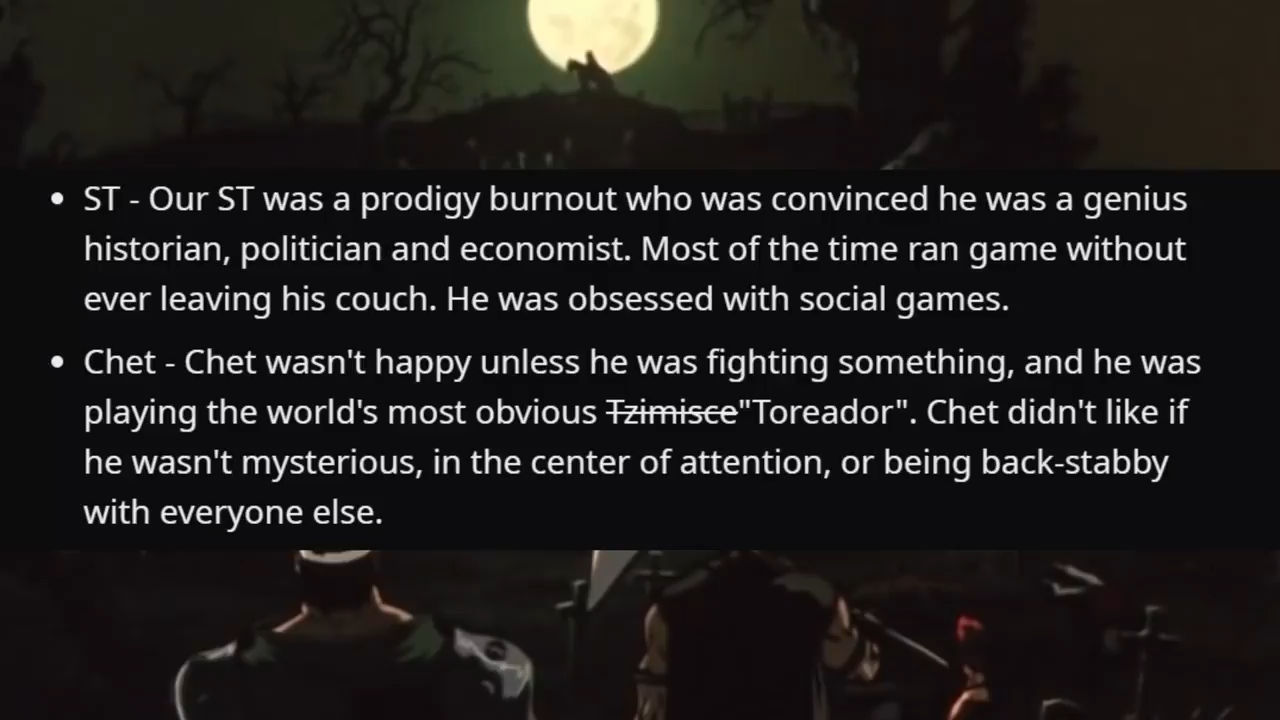 • ST - Our ST was a prodigy burnout who was convinced he was a genius
historian, politician and economist. Most of the time ran game without
ever leaving his couch. He was obsessed with social games.
• Chet - Chet wasn't happy unless he was fighting something, and he was
playing the world's most obvious Tzimisce"Toreador". Chet didn't like if
he wasn't mysterious, in the center of attention, or being back-stabby
with everyone else.